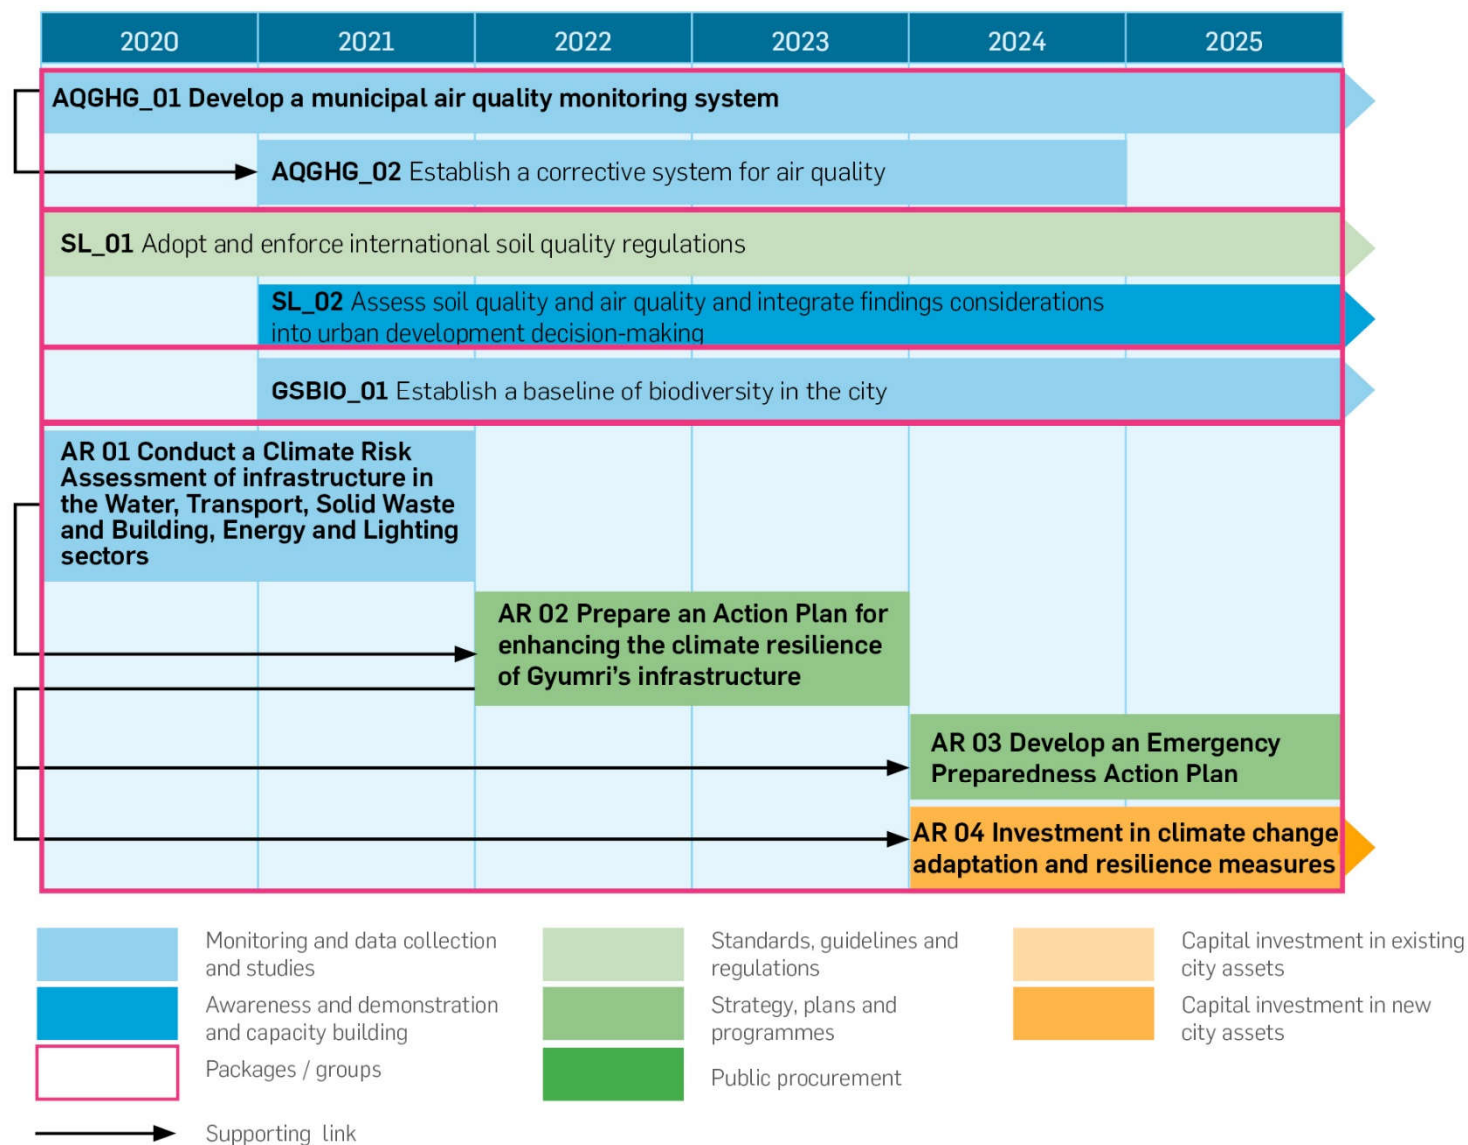 2020 2021 2022 2023 2024 2025
AQGHG_01 Develop a municipal air quality monitoring system
AQGHG_02 Establish a corrective system for air quality
SL_01 Adopt and enforce international soil quality regulations
SL_02 Assess soil quality and air quality and integrate findings considerations
into urban development decision-making
GSBIO_01 Establish a baseline of biodiversity in the city
AR 01 Conduct a Climate Risk
Assessment of infrastructure in
the Water, Transport, Solid Waste
and Building, Energy and Lighting
sectors
AR 02 Prepare an Action Plan for
enhancing the climate resilience
of Gyumri’s infrastructure
AR 03 Develop an Emergency
Preparedness Action Plan
AR 04 Investment in climate change
adaptation and resilience measures
Monitoring and data collection
and studies
Awareness and demonstration
and capacity building
Packages / groups
Supporting link
Standards, guidelines and
regulations
Strategy, plans and
programmes
Public procurement
Capital investment in existing
city assets
Capital investment in new
city assets